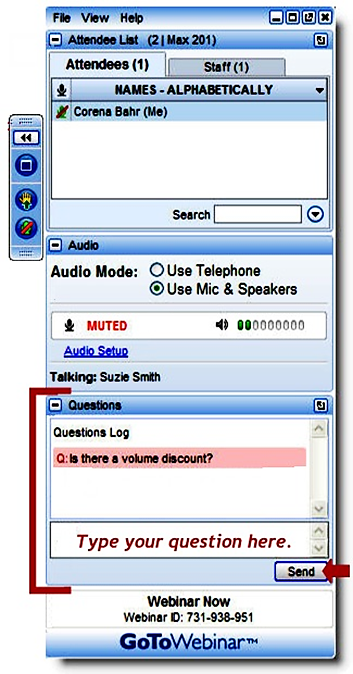 File View Help
Attendee List (2 | Max 201)
Attendees (1) Staff (1)
NAMES - ALPHABETICALLY
Corena Bahr (Me)
Search
Audio
Audio Mode: Use Telephone
Use Mic & Speakers
MUTED 000000000
Audio Setup
Talking: Suzie Smith
Questions
Questions Log
Q: Is there a volume discount?
Type your question here.
Send
Webinar Now
Webinar ID: 731-938-951
GoToWebinar™